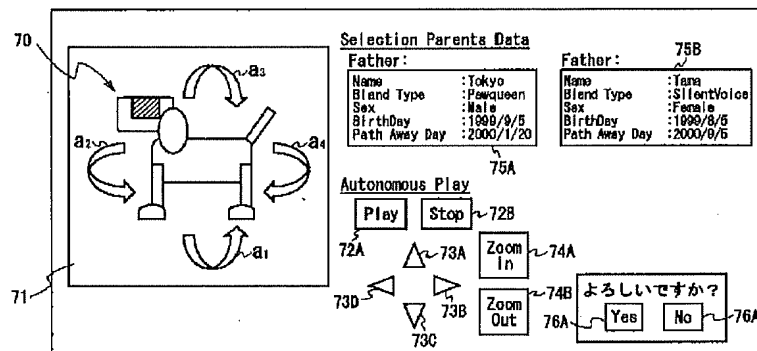 70
a3
a2
a4
a1
71
Selection Parents Data
Father:
Name :Tokyo
Bland Type :Pawqueen
Sex :Male
BirthDay :1999/9/5
Path Away Day :2000/1/20
75A
Father:
75B
Name :Tana
Bland Type :SilentVoice
Sex :Female
BirthDay :1999/8/5
Path Away Day :2000/9/5
Autonomous Play
Play
Stop
72B
72A
73A
73D
73B
73C
Zoom
In
74A
74B
Zoom
Out
よろしいですか?
76A
Yes
No
76A